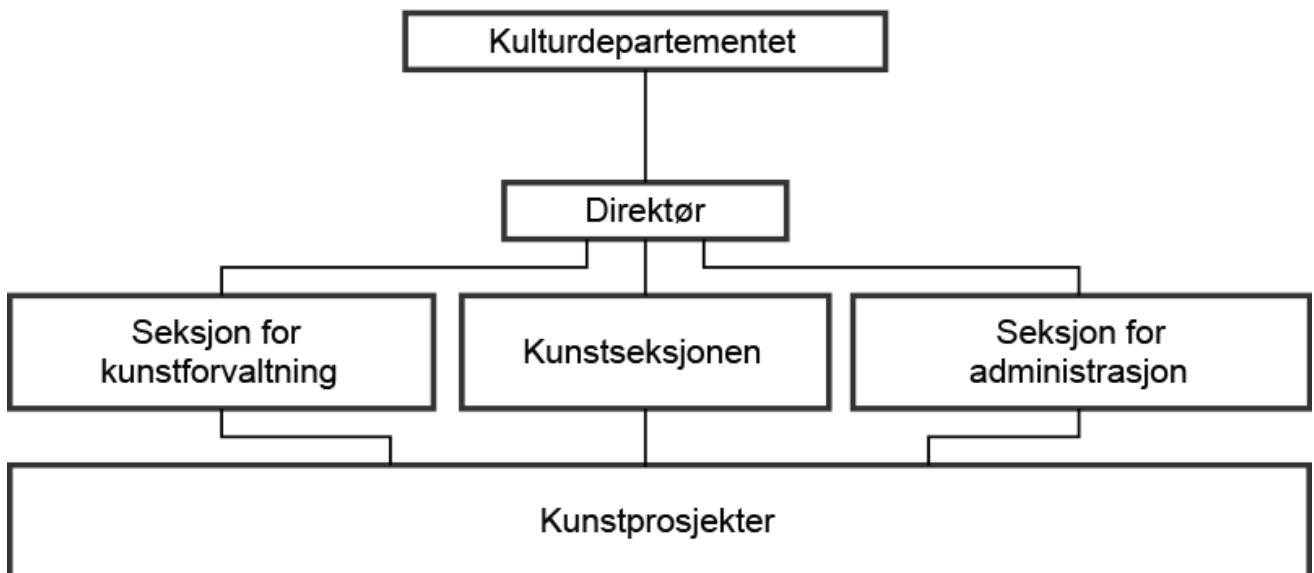 Kulturdepartementet
Direktør
Seksjon for
kunstforvaltning
Kunstseksjonen
Seksjon for
administrasjon
Kunstprosjekter